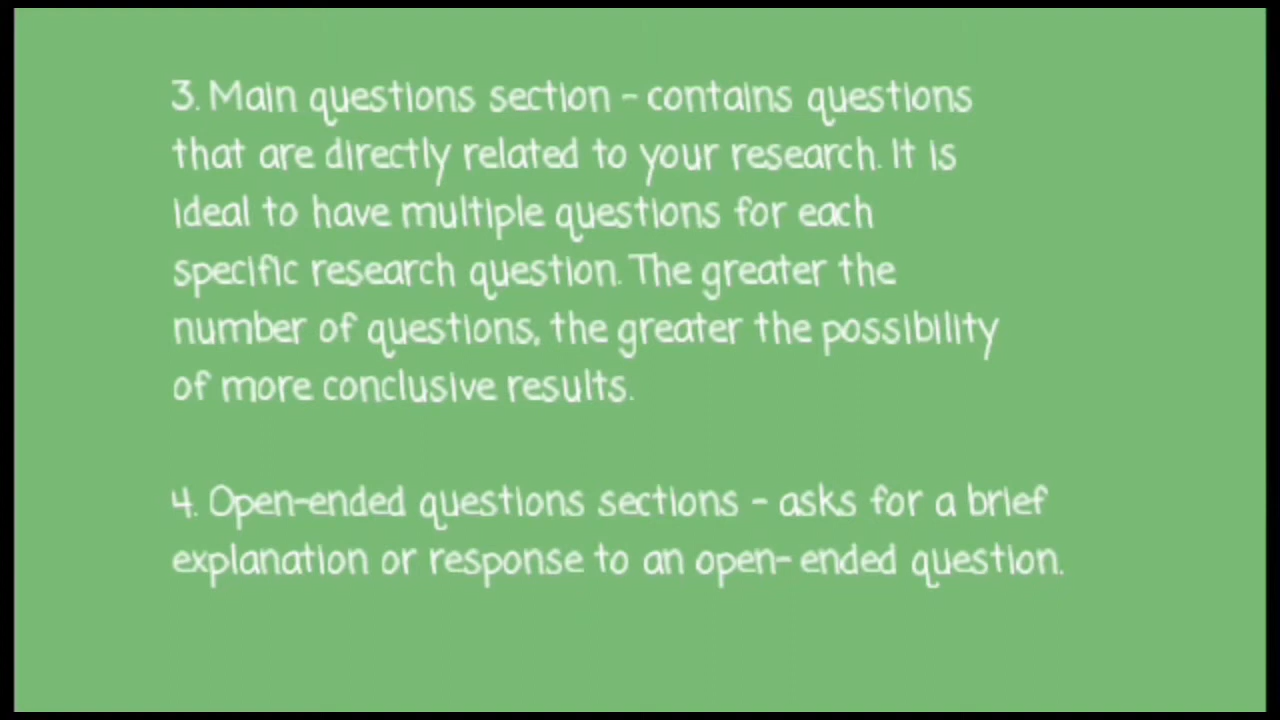 3. Main questions section - contains questions
that are directly related to your research. It is
ideal to have multiple questions for each
specific research question. The greater the
number of questions, the greater the possibility
of more conclusive results.
4. Open-ended questions sections - asks for a brief
explanation or response to an open- ended question.